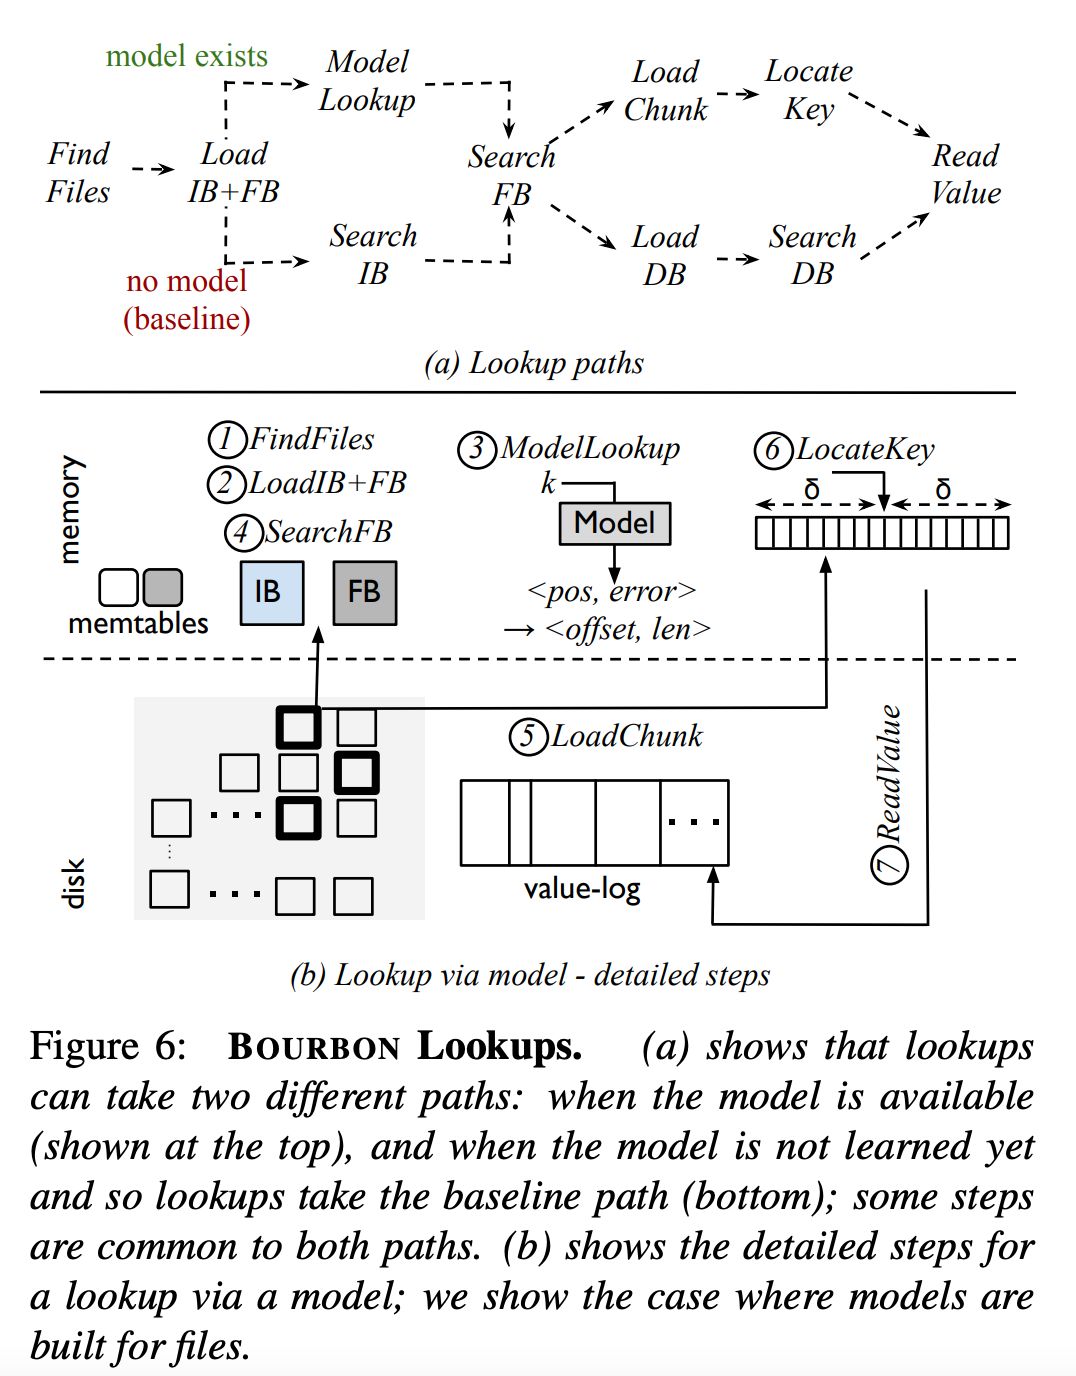 model exists
Model
Lookup
Load
Chunk
Locate
Key
Find
Files
Load
IB+FB
Search
FB
Read
Value
Search
IB
Load
DB
Search
DB
no model
(baseline)
(a) Lookup paths
memory
1 FindFiles
2 LoadIB+FB
4 SearchFB
IB
FB
memtables
3 ModelLookup
k
Model
<pos, error>
→ <offset, len>
6 LocateKey
δ δ
disk
5 LoadChunk
value-log
7 ReadValue
(b) Lookup via model - detailed steps
Figure 6: BOURBON Lookups. (a) shows that lookups
can take two different paths: when the model is available
(shown at the top), and when the model is not learned yet
and so lookups take the baseline path (bottom); some steps
are common to both paths. (b) shows the detailed steps for
a lookup via a model; we show the case where models are
built for files.